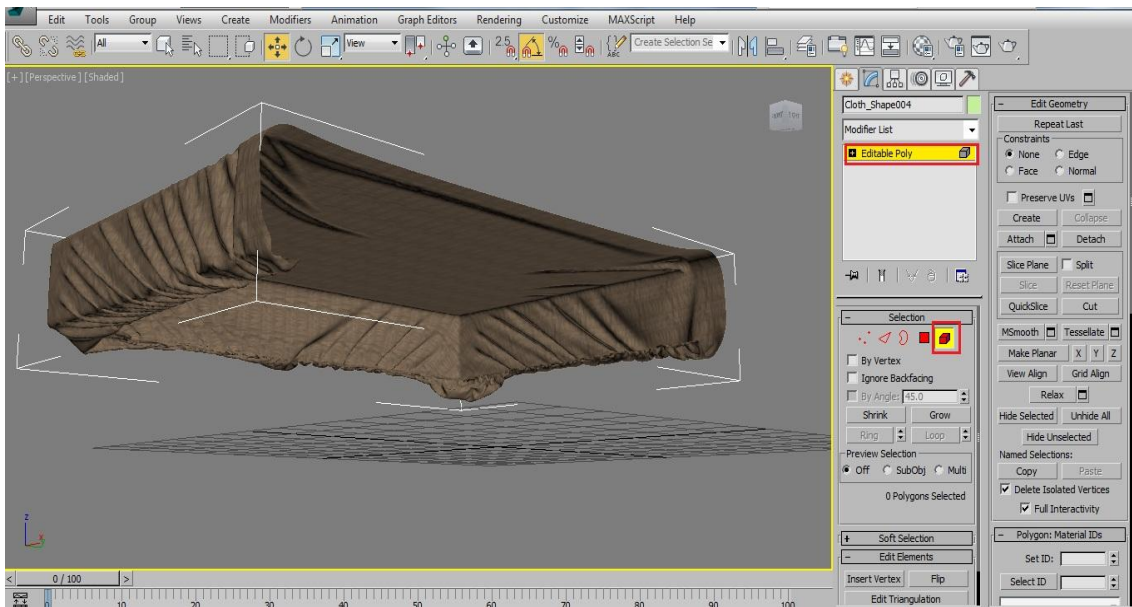 Edit Tools Group Views Create Modifiers Animation Graph Editors Rendering Customize MAXScript Help
All View 2.5 % ABC Create Selection Se
[+] [Perspective] [Shaded]
Cloth_Shape004
Modifier List
Editable Poly
Selection
By Vertex
Ignore Backfacing
By Angle: 45.0
Shrink Grow
Ring Loop
Preview Selection
Off SubObj Multi
0 Polygons Selected
+ Soft Selection
- Edit Elements
Insert Vertex Flip
Edit Triangulation
- Edit Geometry
Repeat Last
Constraints
None Edge
Face Normal
Preserve UVs
Create Collapse
Attach Detach
Slice Plane Split
Slice Reset Plane
QuickSlice Cut
MSmooth Tessellate
Make Planar X Y Z
View Align Grid Align
Relax
Hide Selected Unhide All
Hide Unselected
Named Selections:
Copy Paste
Delete Isolated Vertices
Full Interactivity
- Polygon: Material IDs
Set ID:
Select ID
z
x
< 0 / 100 >
0 10 20 30 40 50 60 70 80 90 100